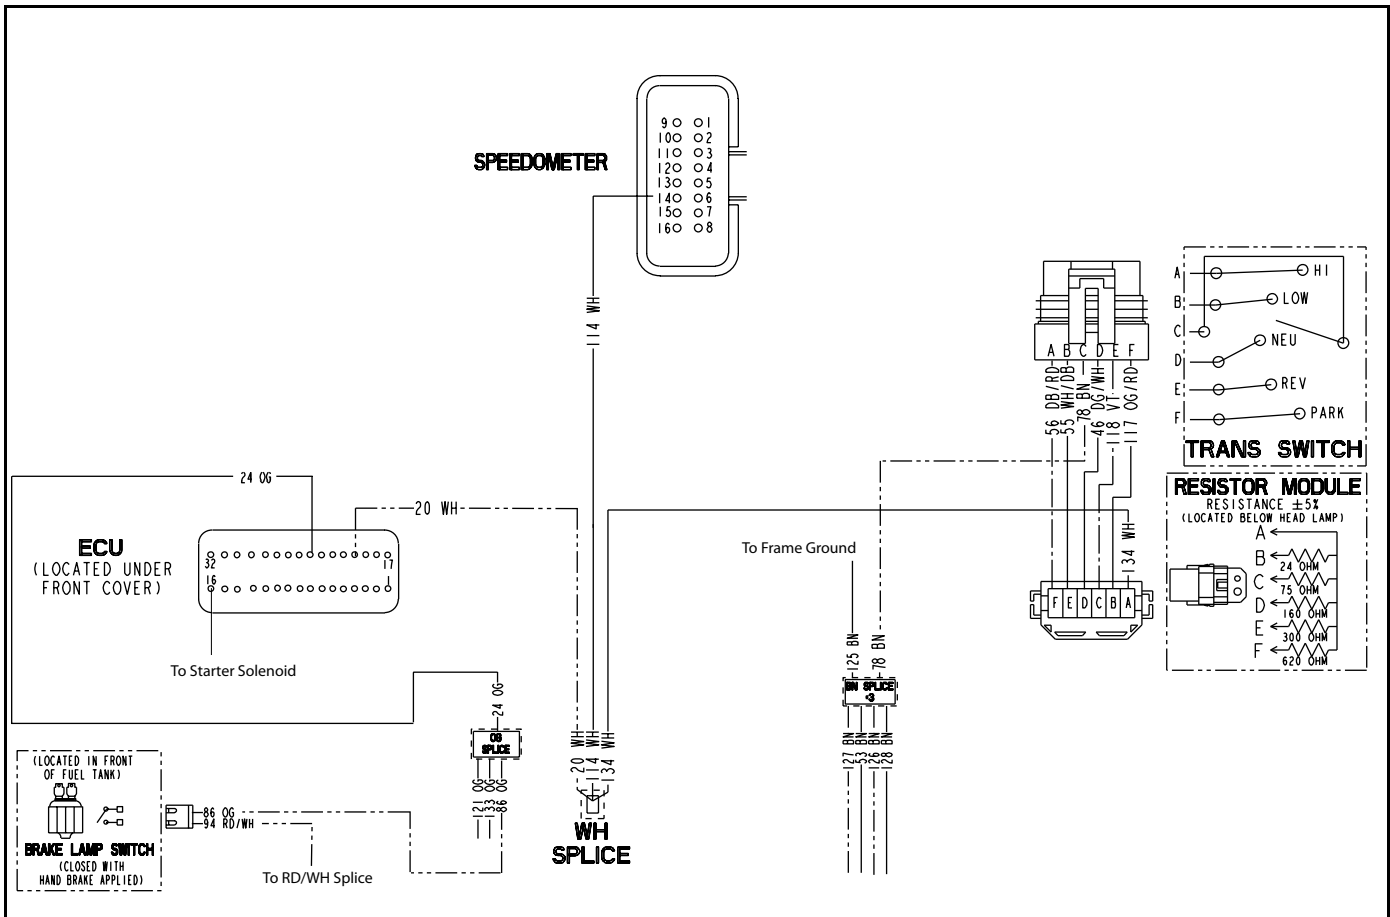 SPEEDOMETER
9 1
10 2
11 3
12 4
13 5
14 6
15 7
16 8
114 WH
A B C D E F
56 DB/RD
55 WH/DB
78 BN
46 DG/WH
118 VT
117 OG/RD
A HI
B LOW
C
D NEU
E REV
F PARK
TRANS SWITCH
RESISTOR MODULE
RESISTANCE ±5%
(LOCATED BELOW HEAD LAMP)
A
B
24 OHM
C
75 OHM
D
160 OHM
E
300 OHM
F
620 OHM
134 WH
F E D C B A
24 OG
20 WH
ECU
(LOCATED UNDER
FRONT COVER)
32 17
16 1
To Starter Solenoid
To Frame Ground
125 BN
78 BN
BN SPLICE
<3
127 BN
53 BN
126 BN
128 BN
24 OG
OG
SPLICE
121 OG
133 OG
86 OG
20 WH
114 WH
134 WH
WH
SPLICE
(LOCATED IN FRONT
OF FUEL TANK)
BRAKE LAMP SWITCH
(CLOSED WITH
HAND BRAKE APPLIED)
86 OG
94 RD/WH
To RD/WH Splice